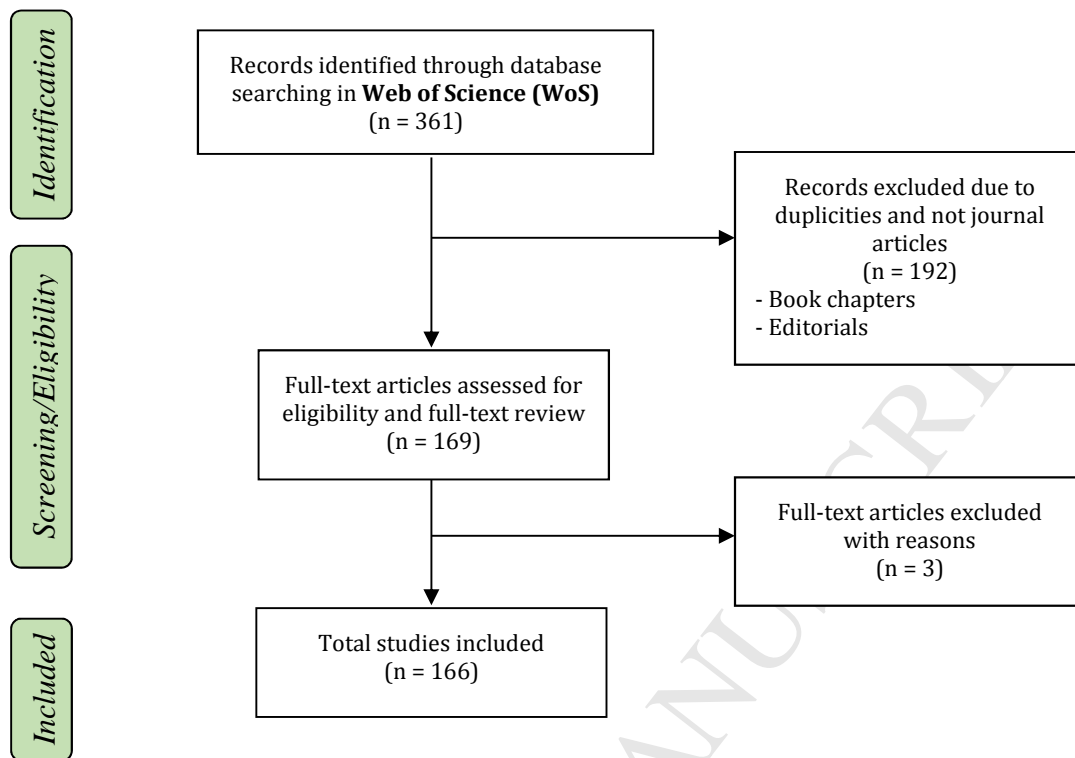 Identification
Records identified through database
searching in Web of Science (WoS)
(n = 361)
Records excluded due to
duplicities and not journal
articles
(n = 192)
- Book chapters
- Editorials
Screening/Eligibility
Full-text articles assessed for
eligibility and full-text review
(n = 169)
Full-text articles excluded
with reasons
(n = 3)
Included
Total studies included
(n = 166)